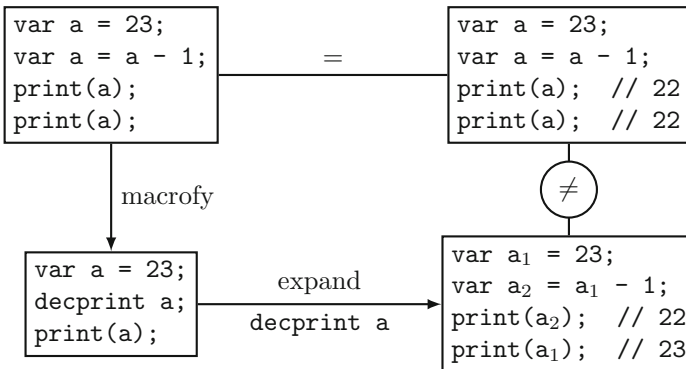 var a = 23;
var a = a - 1;
print(a);
print(a);
=
var a = 23;
var a = a - 1;
print(a);  // 22
print(a);  // 22
macrofy
≠
var a = 23;
decprint a;
print(a);
expand
decprint a
var a₁ = 23;
var a₂ = a₁ - 1;
print(a₂);  // 22
print(a₁);  // 23